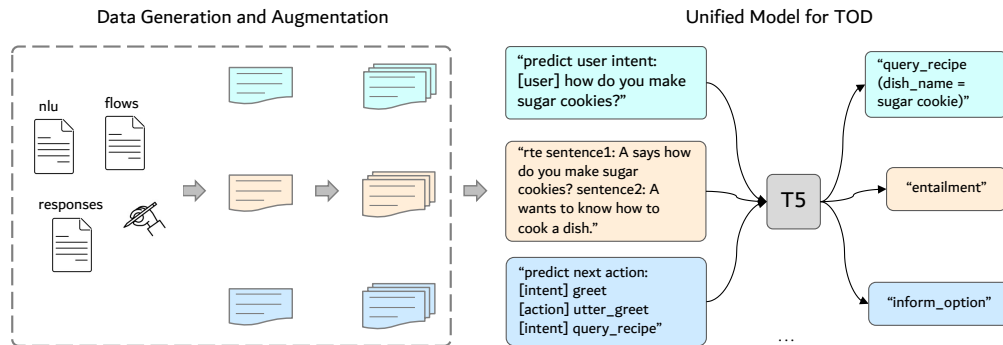 Data Generation and Augmentation
Unified Model for TOD
nlu
flows
responses
“predict user intent:
[user] how do you make
sugar cookies?”
“rte sentence1: A says how
do you make sugar
cookies? sentence2: A
wants to know how to
cook a dish.”
“predict next action:
[intent] greet
[action] utter_greet
[intent] query_recipe”
T5
“query_recipe
(dish_name =
sugar cookie)”
“entailment”
“inform_option”
...